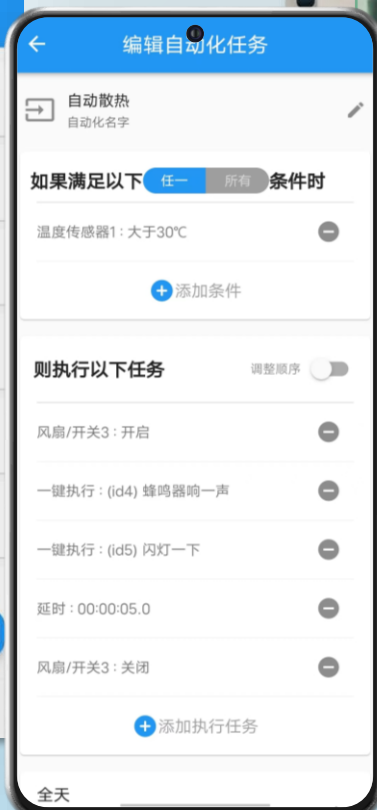 编辑自动化任务
自动散热
自动化名字
如果满足以下 任一 所有 条件时
温度传感器1：大于30℃
添加条件
则执行以下任务 调整顺序
风扇/开关3：开启
一键执行：(id4) 蜂鸣器响一声
一键执行：(id5) 闪灯一下
延时：00:00:05.0
风扇/开关3：关闭
添加执行任务
全天